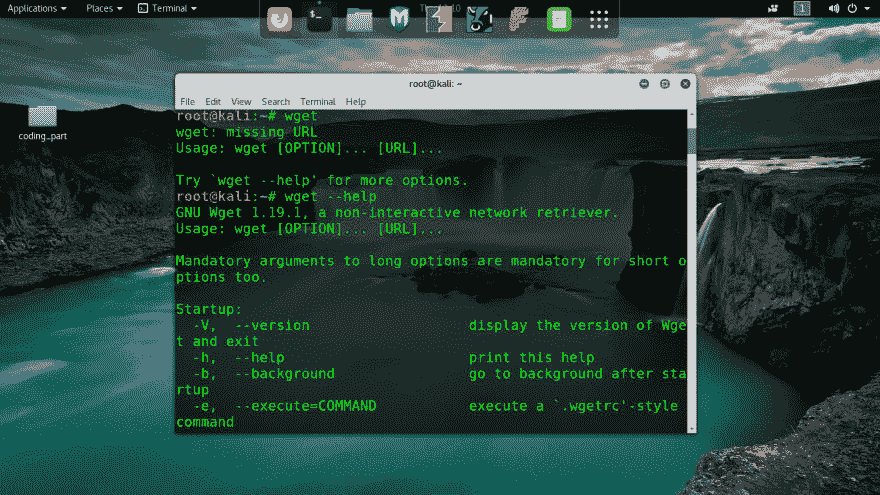 Applications Places Terminal
1
root@kali: ~
File Edit View Search Terminal Help
coding_part
root@kali:~# wget
wget: missing URL
Usage: wget [OPTION]... [URL]...
Try `wget --help' for more options.
root@kali:~# wget --help
GNU Wget 1.19.1, a non-interactive network retriever.
Usage: wget [OPTION]... [URL]...
Mandatory arguments to long options are mandatory for short o
ptions too.
Startup:
-V, --version display the version of Wge
t and exit
-h, --help print this help
-b, --background go to background after sta
rtup
-e, --execute=COMMAND execute a `.wgetrc'-style
command